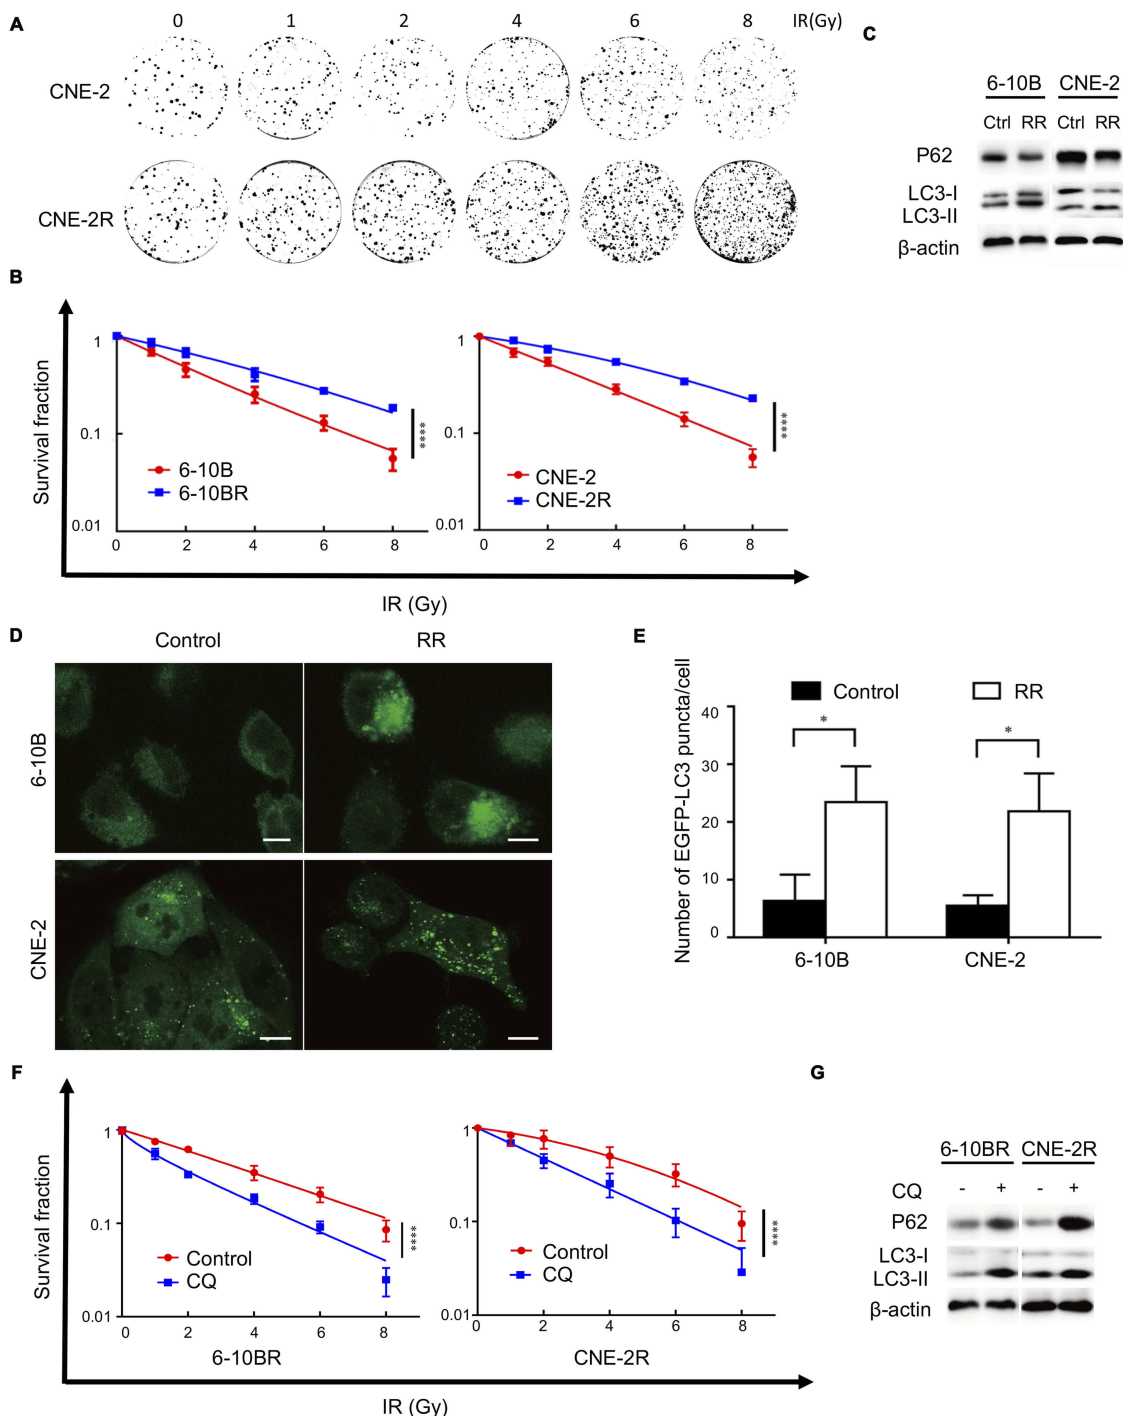 A
0 1 2 4 6 8 IR(Gy)
CNE-2
CNE-2R
C
6-10B CNE-2
Ctrl RR Ctrl RR
P62
LC3-I
LC3-II
β-actin
B
Survival fraction
1
0.1
0.01
0 2 4 6 8
6-10B
6-10BR
****
1
0.1
0.01
0 2 4 6 8
CNE-2
CNE-2R
****
IR (Gy)
D
Control RR
6-10B
CNE-2
E
Number of EGFP-LC3 puncta/cell
Control RR
40
30
20
10
0
* *
6-10B CNE-2
F
Survival fraction
1
0.1
0.01
0 2 4 6 8
Control
CQ
****
6-10BR
1
0.1
0.01
0 2 4 6 8
Control
CQ
****
CNE-2R
IR (Gy)
G
6-10BR CNE-2R
CQ - + - +
P62
LC3-I
LC3-II
β-actin